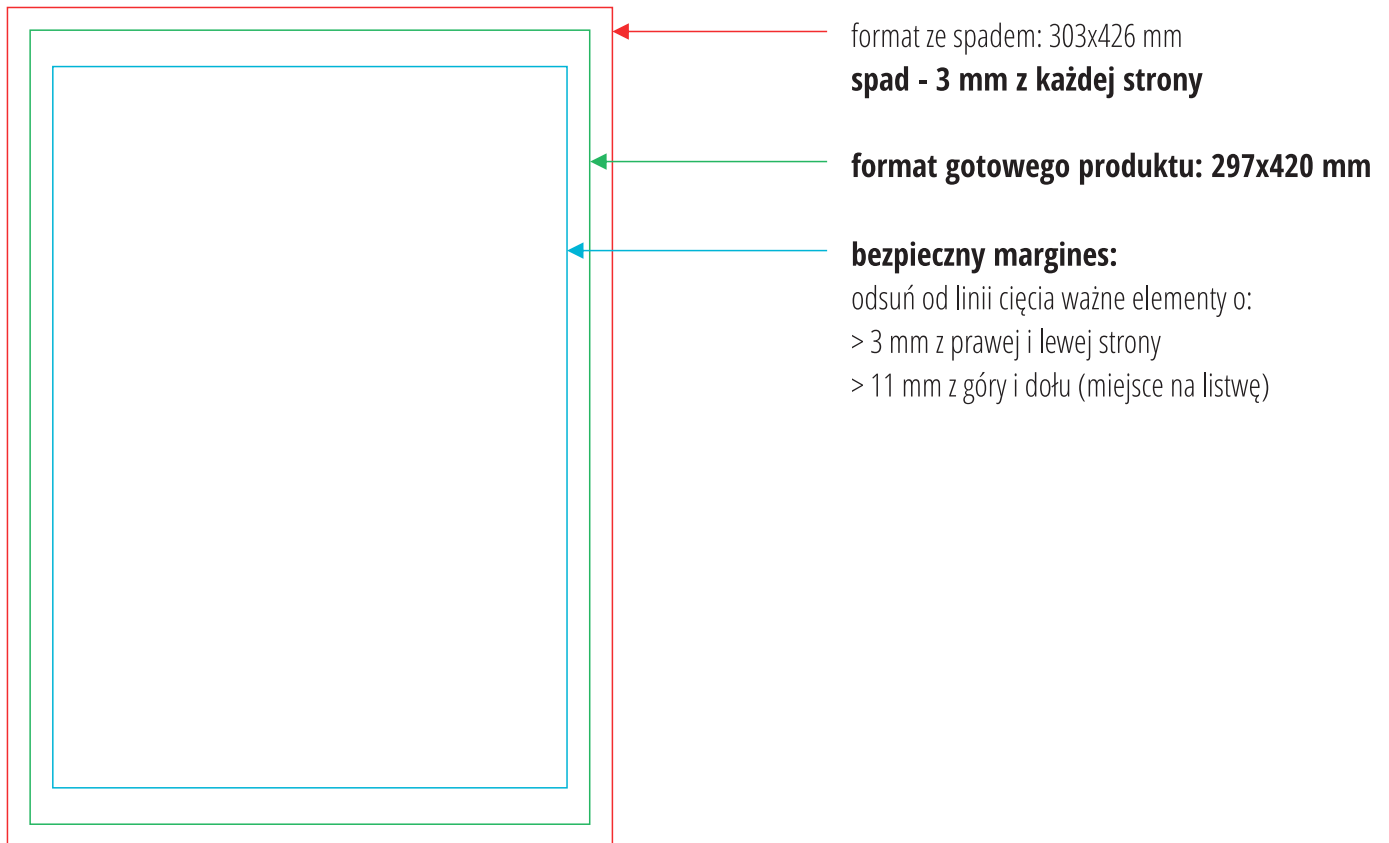 format ze spadem: 303x426 mm
spad - 3 mm z każdej strony
format gotowego produktu: 297x420 mm
bezpieczny margines:
odsuń od linii cięcia ważne elementy o:
> 3 mm z prawej i lewej strony
> 11 mm z góry i dołu (miejsce na listwę)